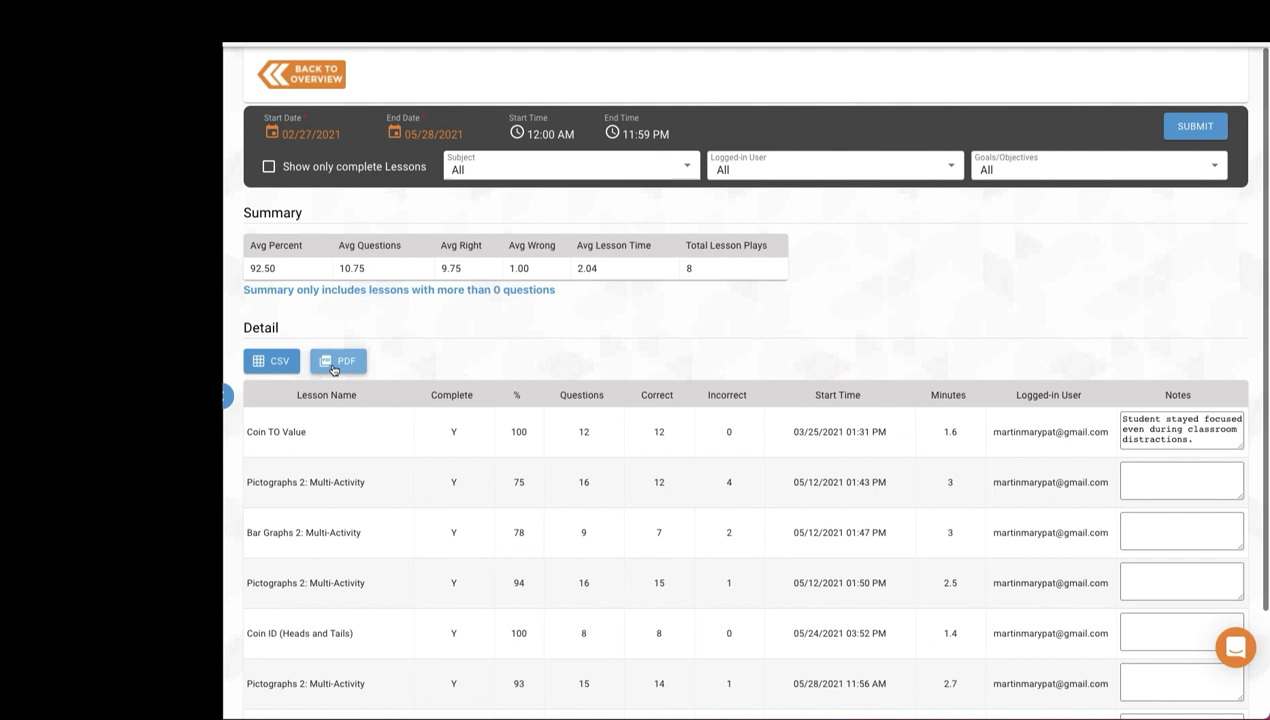 BACK TO
OVERVIEW
Start Date * End Date * Start Time End Time
02/27/2021 05/28/2021 12:00 AM 11:59 PM SUBMIT
Show only complete Lessons Subject All Logged-in User All Goals/Objectives All
Summary
Avg Percent Avg Questions Avg Right Avg Wrong Avg Lesson Time Total Lesson Plays
92.50 10.75 9.75 1.00 2.04 8
Summary only includes lessons with more than 0 questions
Detail
CSV PDF
Lesson Name Complete % Questions Correct Incorrect Start Time Minutes Logged-in User Notes
Coin TO Value Y 100 12 12 0 03/25/2021 01:31 PM 1.6 martinmarypat@gmail.com Student stayed focused
even during classroom
distractions.
Pictographs 2: Multi-Activity Y 75 16 12 4 05/12/2021 01:43 PM 3 martinmarypat@gmail.com
Bar Graphs 2: Multi-Activity Y 78 9 7 2 05/12/2021 01:47 PM 3 martinmarypat@gmail.com
Pictographs 2: Multi-Activity Y 94 16 15 1 05/12/2021 01:50 PM 2.5 martinmarypat@gmail.com
Coin ID (Heads and Tails) Y 100 8 8 0 05/24/2021 03:52 PM 1.4 martinmarypat@gmail.com
Pictographs 2: Multi-Activity Y 93 15 14 1 05/28/2021 11:56 AM 2.7 martinmarypat@gmail.com